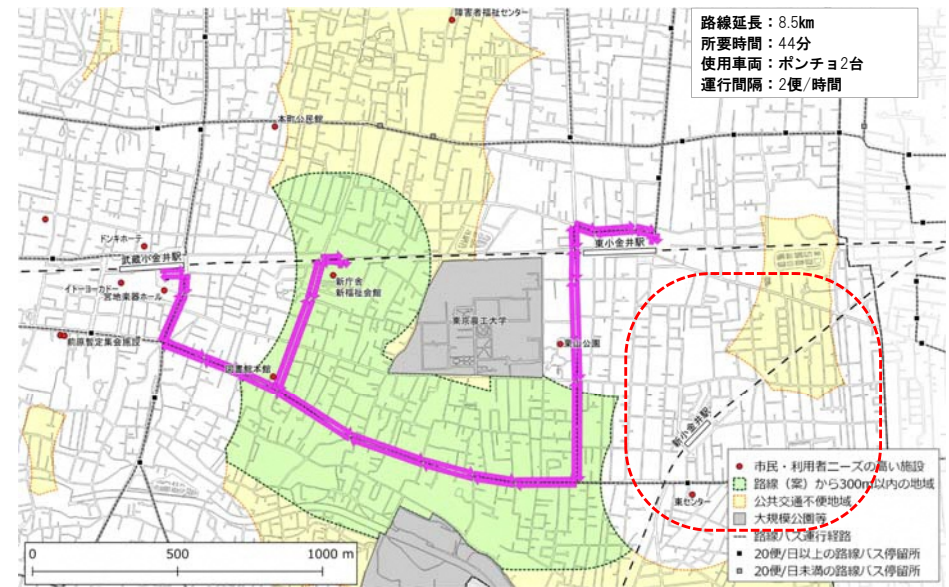 路線延長：8.5km
所要時間：44分
使用車両：ポンチョ2台
運行間隔：2便/時間
障害者福祉センター
本町公民館
ドンキホーテ
武蔵小金井駅
東小金井駅
イトーヨーカドー
宮地楽器ホール
新庁舎
新福祉会館
東京農工大学
前原暫定集会施設
東山公園
図書館本館
新小金井駅
東センター
市民・利用者ニーズの高い施設
路線（案）から300m以内の地域
公共交通不便地域
大規模公園等
路線バス運行経路
20便/日以上の路線バス停留所
20便/日未満の路線バス停留所
0 500 1000 m